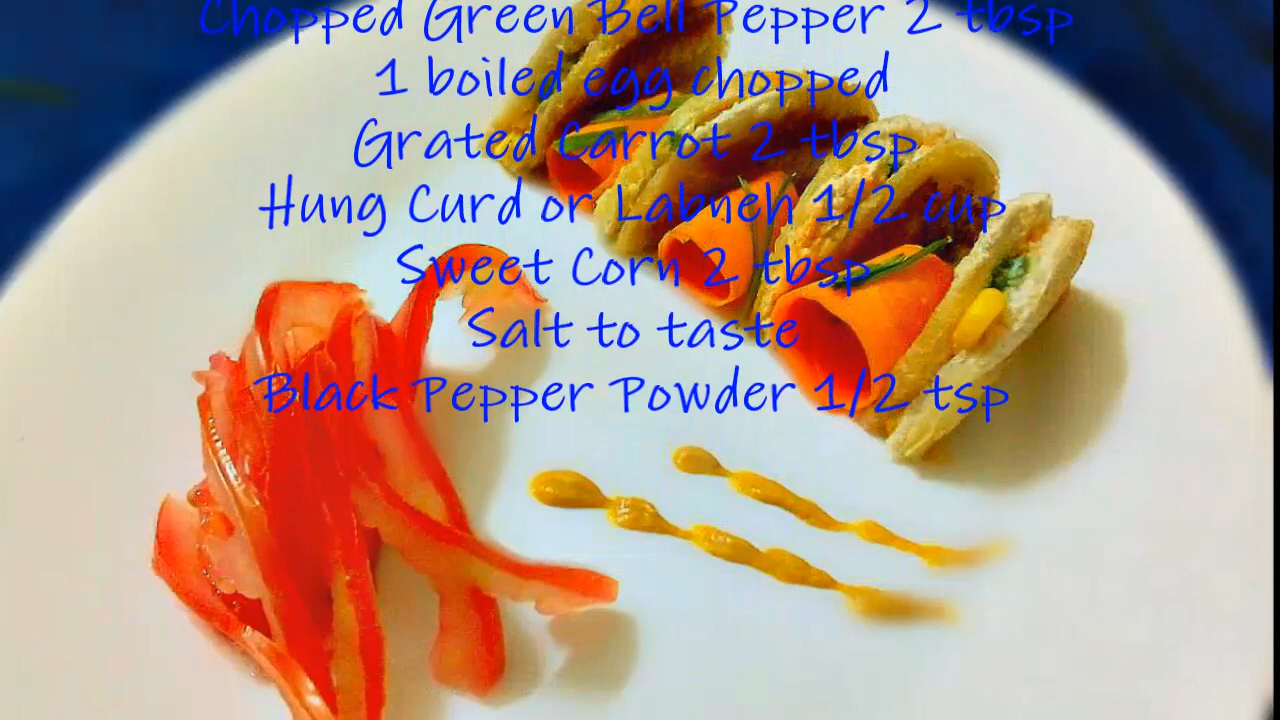 Chopped Green Bell Pepper 2 tbsp
1 boiled egg chopped
Grated Carrot 2 tbsp
Hung Curd or Labneh 1/2 cup
Sweet Corn 2 tbsp
Salt to taste
Black Pepper Powder 1/2 tsp